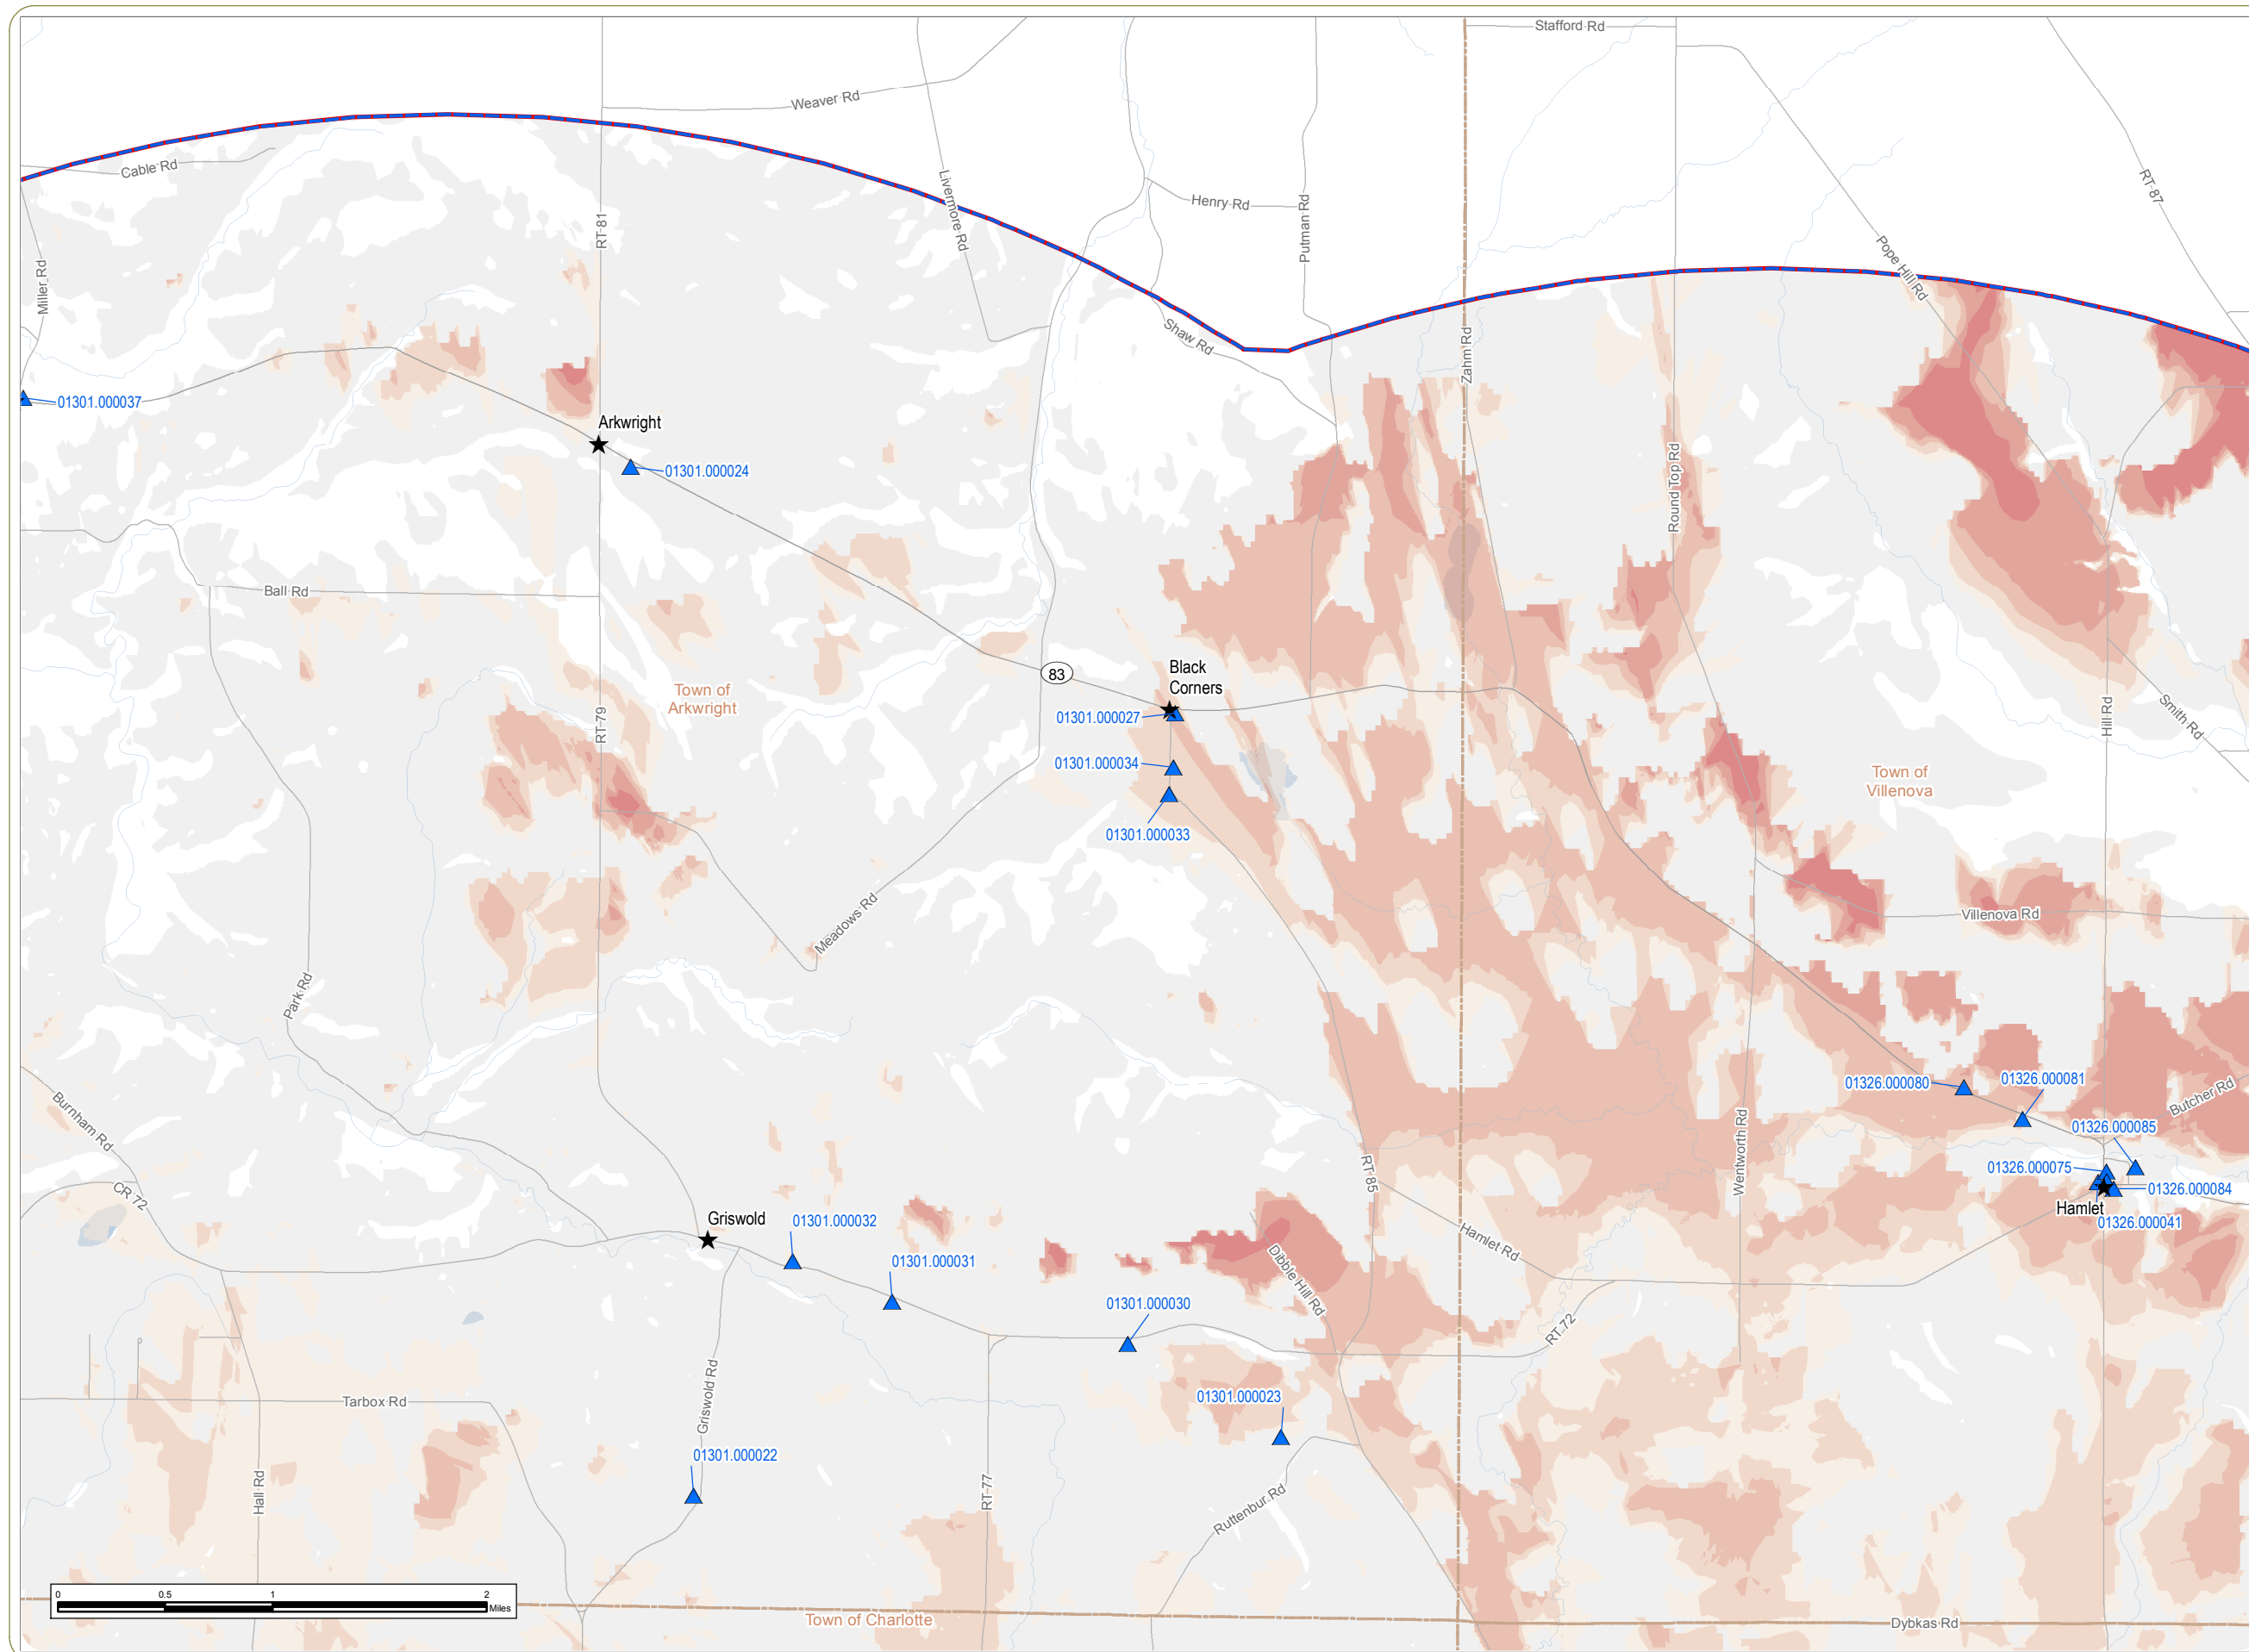 Stafford Rd
Weaver Rd
Cable Rd
Livermore Rd
Henry Rd
Putman Rd
RT 87
RT 81
Miller Rd
Pope Hill Rd
Shaw Rd
Zahm Rd
01301.000037
Arkwright
01301.000024
Round Top Rd
Ball Rd
Town of
Arkwright
83
Black
Corners
01301.000027
RT 79
Hill Rd
Smith Rd
01301.000034
Town of
Villenova
01301.000033
Meadows Rd
Villenova Rd
Park Rd
01326.000080
01326.000081
Butcher Rd
Burnham Rd
01326.000085
Wentworth Rd
RT 85
01326.000075
01326.000084
CR 72
Hamlet
01326.000041
Griswold
01301.000032
Hamlet Rd
01301.000031
Dibble Hill Rd
01301.000030
RT 72
Tarbox Rd
Griswold Rd
01301.000023
01301.000022
Hall Rd
RT 77
Ruttenbur Rd
0 0.5 1 2
Miles
Town of Charlotte
Dybkas Rd